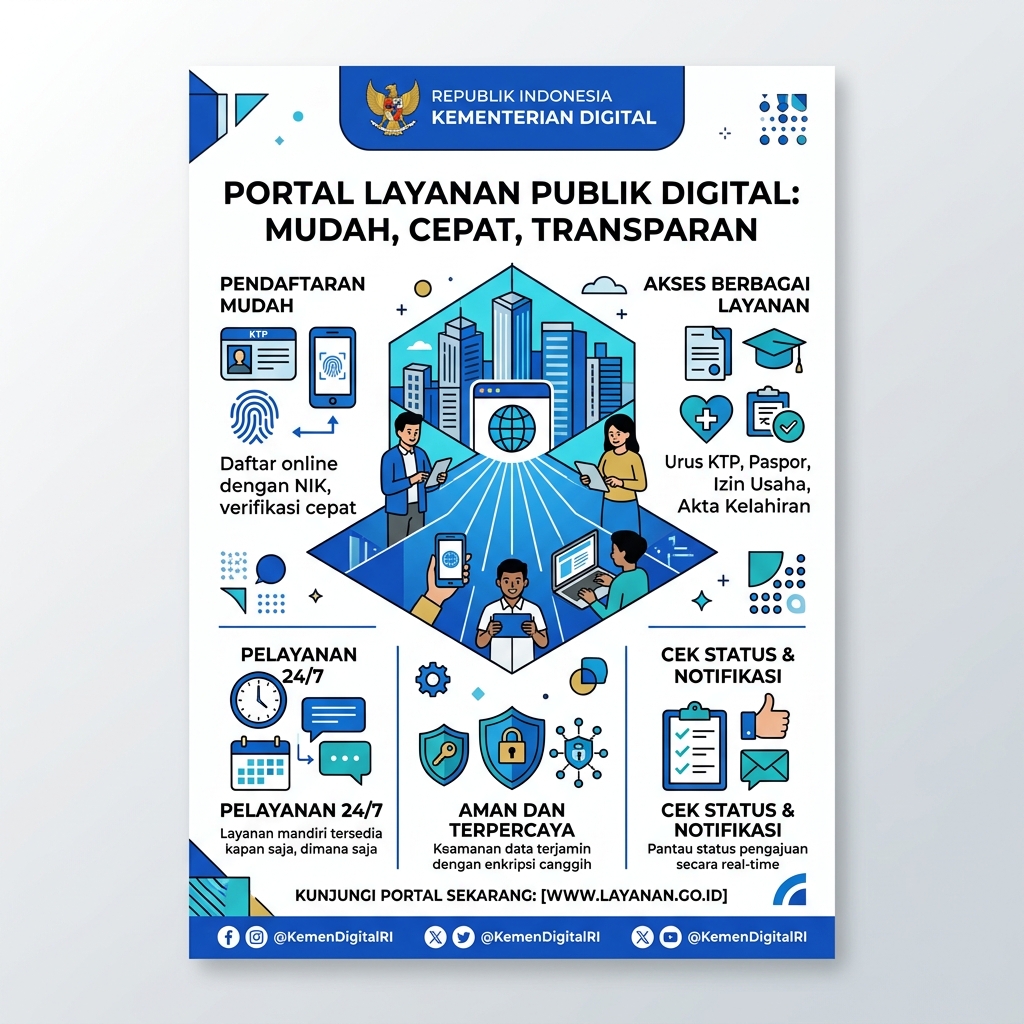 REPUBLIK INDONESIA
KEMENTERIAN DIGITAL
PORTAL LAYANAN PUBLIK DIGITAL:
MUDAH, CEPAT, TRANSPARAN
PENDAFTARAN
MUDAH
KTP
Daftar online
dengan NIK,
verifikasi cepat
AKSES BERBAGAI
LAYANAN
Urus KTP, Paspor,
Izin Usaha,
Akta Kelahiran
PELAYANAN
24/7
PELAYANAN 24/7
Layanan mandiri tersedia
kapan saja, dimana saja
AMAN DAN
TERPERCAYA
Ksamanan data terjamin
dengan enkripsi canggih
CEK STATUS &
NOTIFIKASI
CEK STATUS &
NOTIFIKASI
Pantau status pengajuan
secara real-time
KUNJUNGI PORTAL SEKARANG: [WWW.LAYANAN.GO.ID]
@KemenDigitalRI
@KemenDigitalRI
@KemenDigitalRI